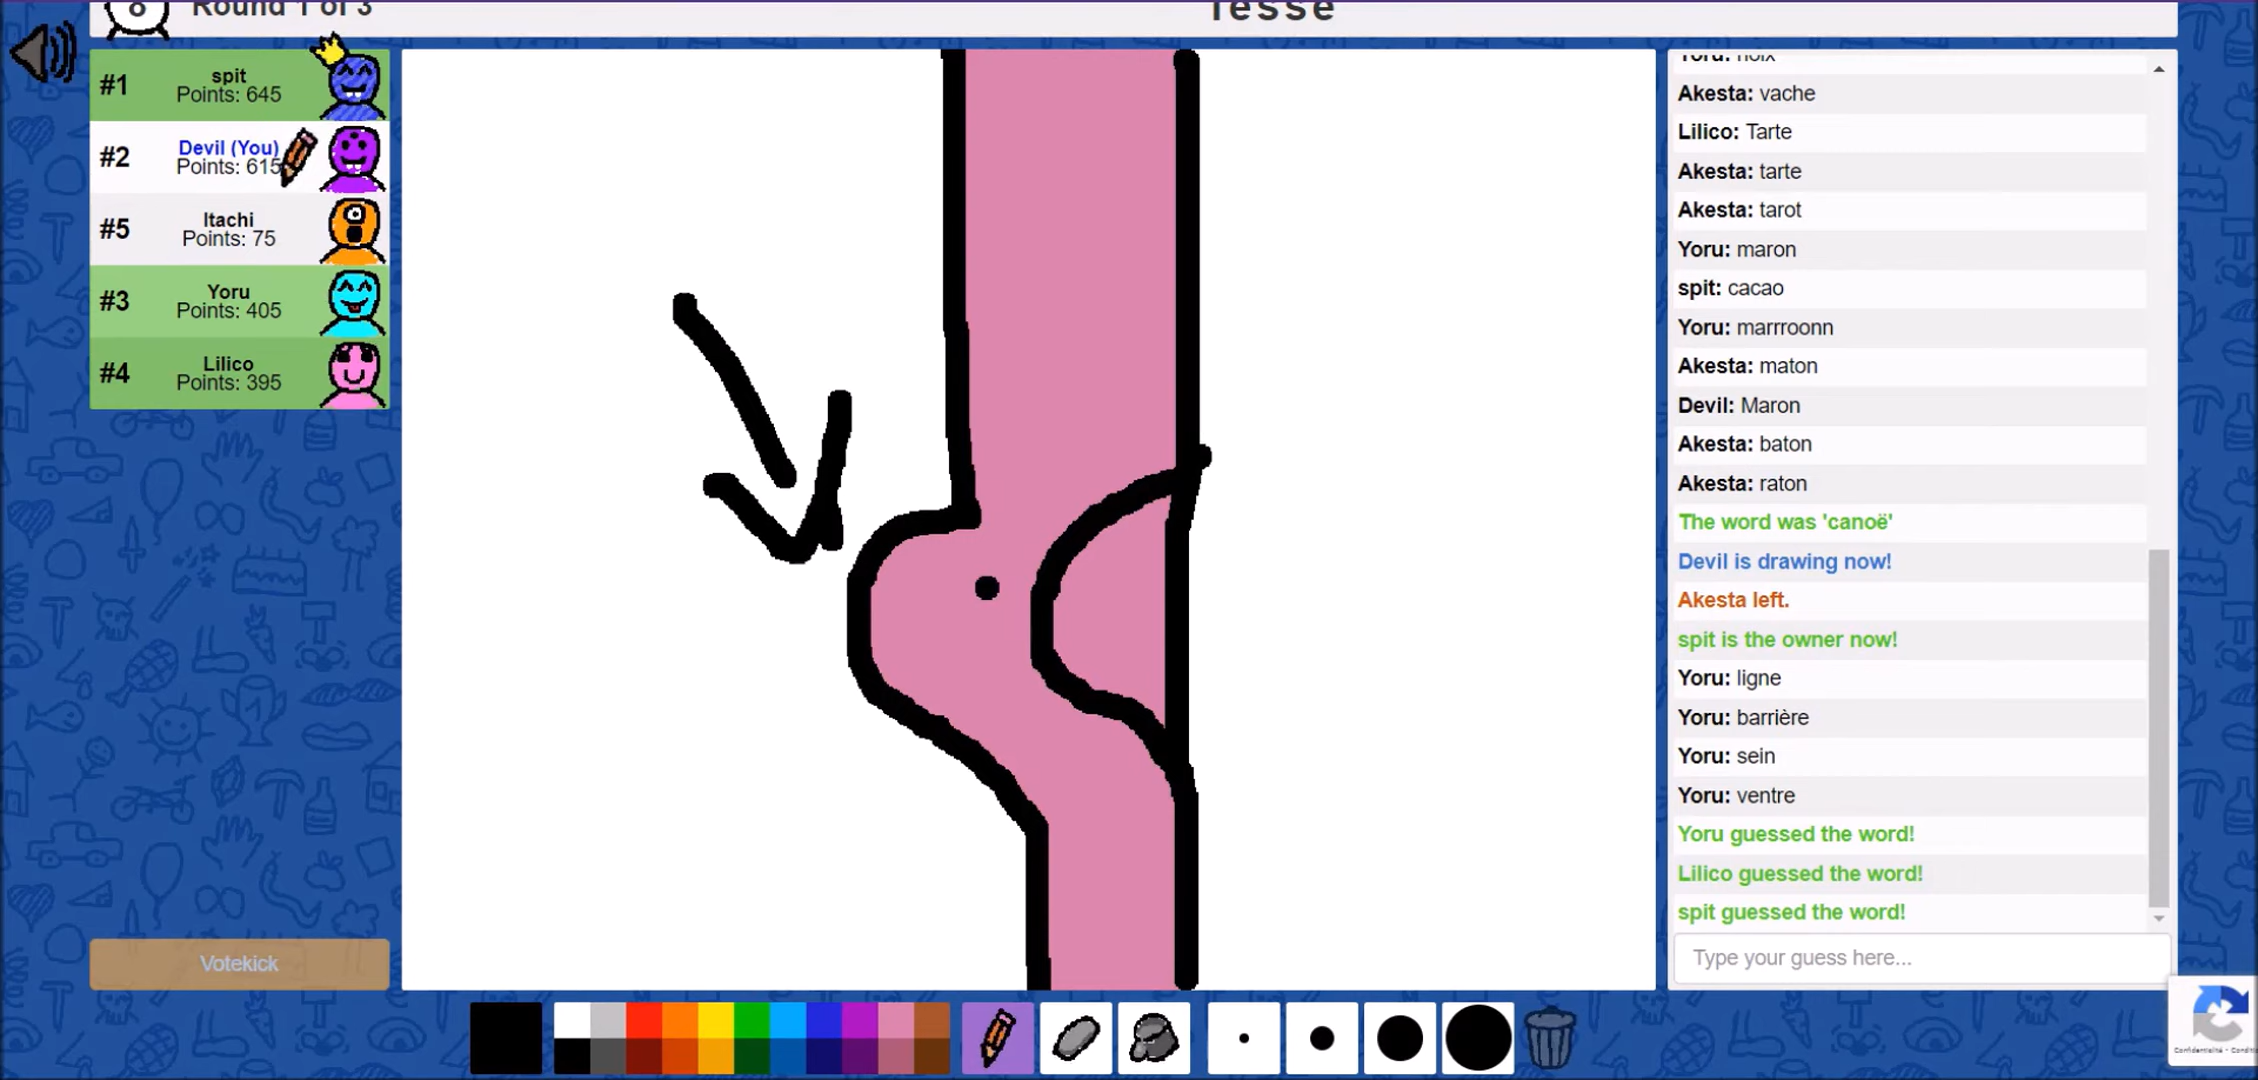 8 Round 1 of 3
fesse
#1 spit
Points: 645
#2 Devil (You)
Points: 615
#5 Itachi
Points: 75
#3 Yoru
Points: 405
#4 Lilico
Points: 395
Votekick
Yoru: noix
Akesta: vache
Lilico: Tarte
Akesta: tarte
Akesta: tarot
Yoru: maron
spit: cacao
Yoru: marrroonn
Akesta: maton
Devil: Maron
Akesta: baton
Akesta: raton
The word was 'canoë'
Devil is drawing now!
Akesta left.
spit is the owner now!
Yoru: ligne
Yoru: barrière
Yoru: sein
Yoru: ventre
Yoru guessed the word!
Lilico guessed the word!
spit guessed the word!
Type your guess here...